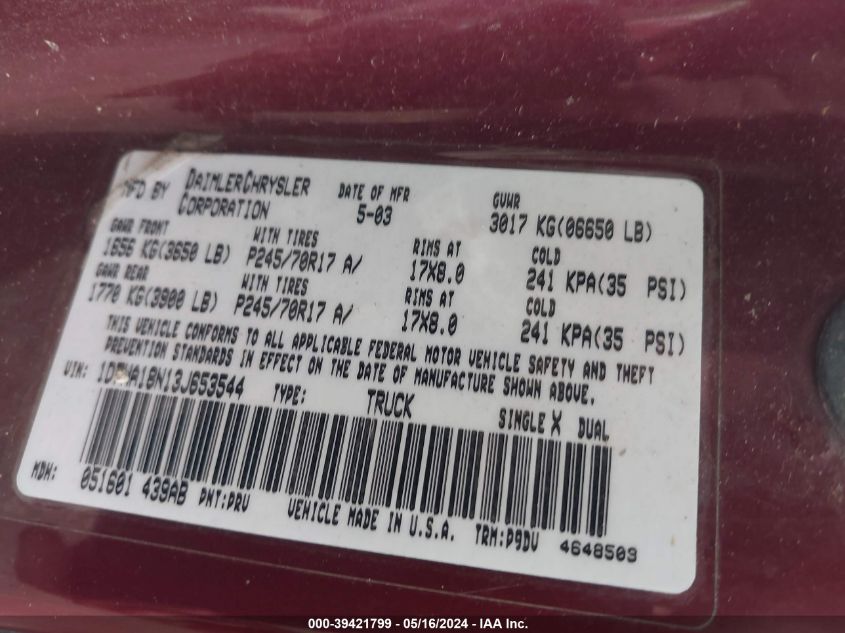 MFD BY DAIMLERCHRYSLER CORPORATION DATE OF MFR 5-03 GVWR 3017 KG(06650 LB)
GAWR FRONT WITH TIRES RIMS AT COLD
1656 KG(3650 LB) P245/70R17 A/ 17X8.0 241 KPA(35 PSI)
GAWR REAR WITH TIRES RIMS AT COLD
1770 KG(3900 LB) P245/70R17 A/ 17X8.0 241 KPA(35 PSI)
THIS VEHICLE CONFORMS TO ALL APPLICABLE FEDERAL MOTOR VEHICLE SAFETY AND THEFT
PREVENTION STANDARDS IN EFFECT ON THE DATE OF MANUFACTURE SHOWN ABOVE.
VIN: TYPE: TRUCK SINGLE X DUAL
MDH: 051601 439AB PNT:PRV VEHICLE MADE IN U.S.A. TRM:P9DV 4648503
000-39421799 - 05/16/2024 - IAA Inc.